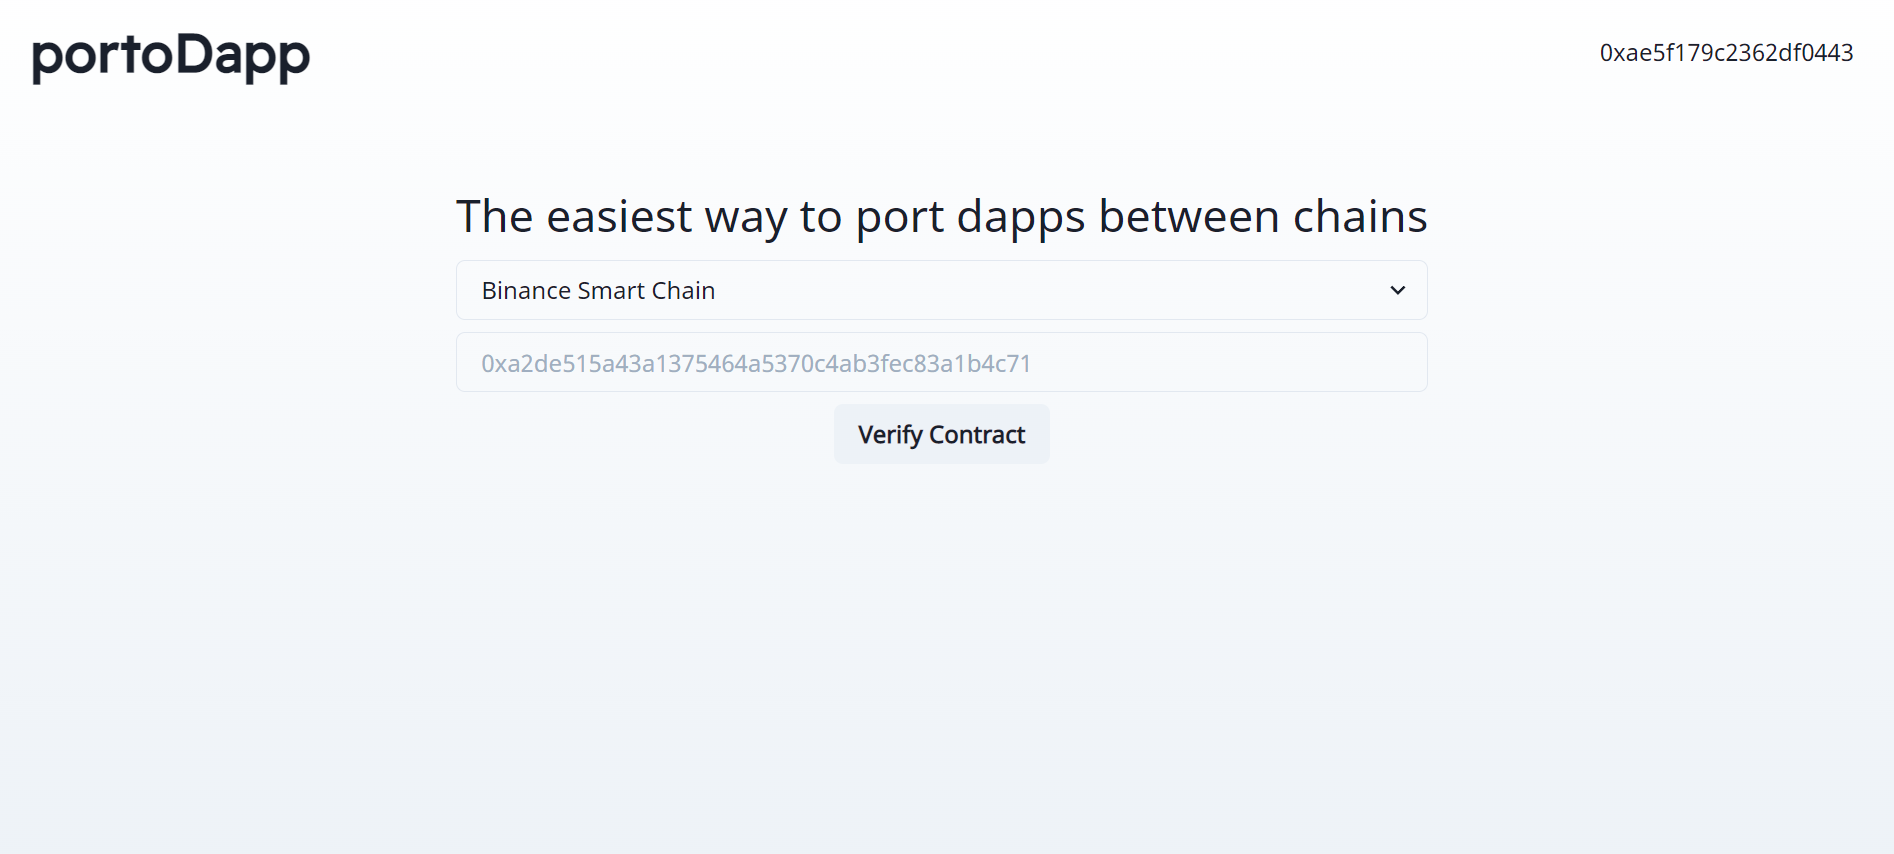 portoDapp
0xae5f179c2362df0443
The easiest way to port dapps between chains
Binance Smart Chain
0xa2de515a43a1375464a5370c4ab3fec83a1b4c71
Verify Contract